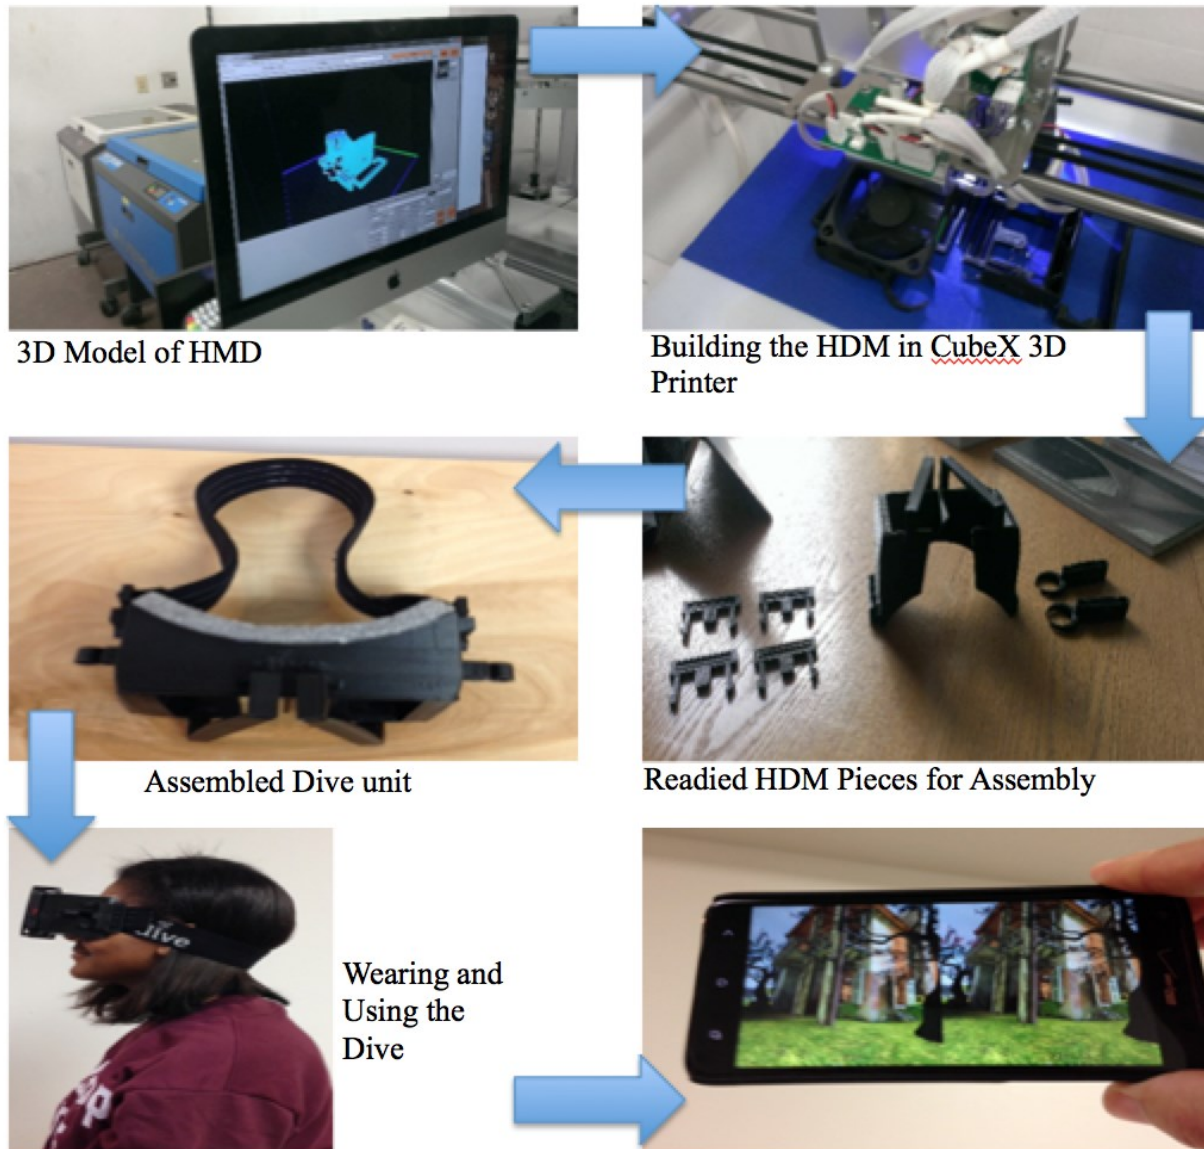 3D Model of HMD
Building the HDM in CubeX 3D
Printer
Assembled Dive unit
Readied HDM Pieces for Assembly
Wearing and
Using the
Dive